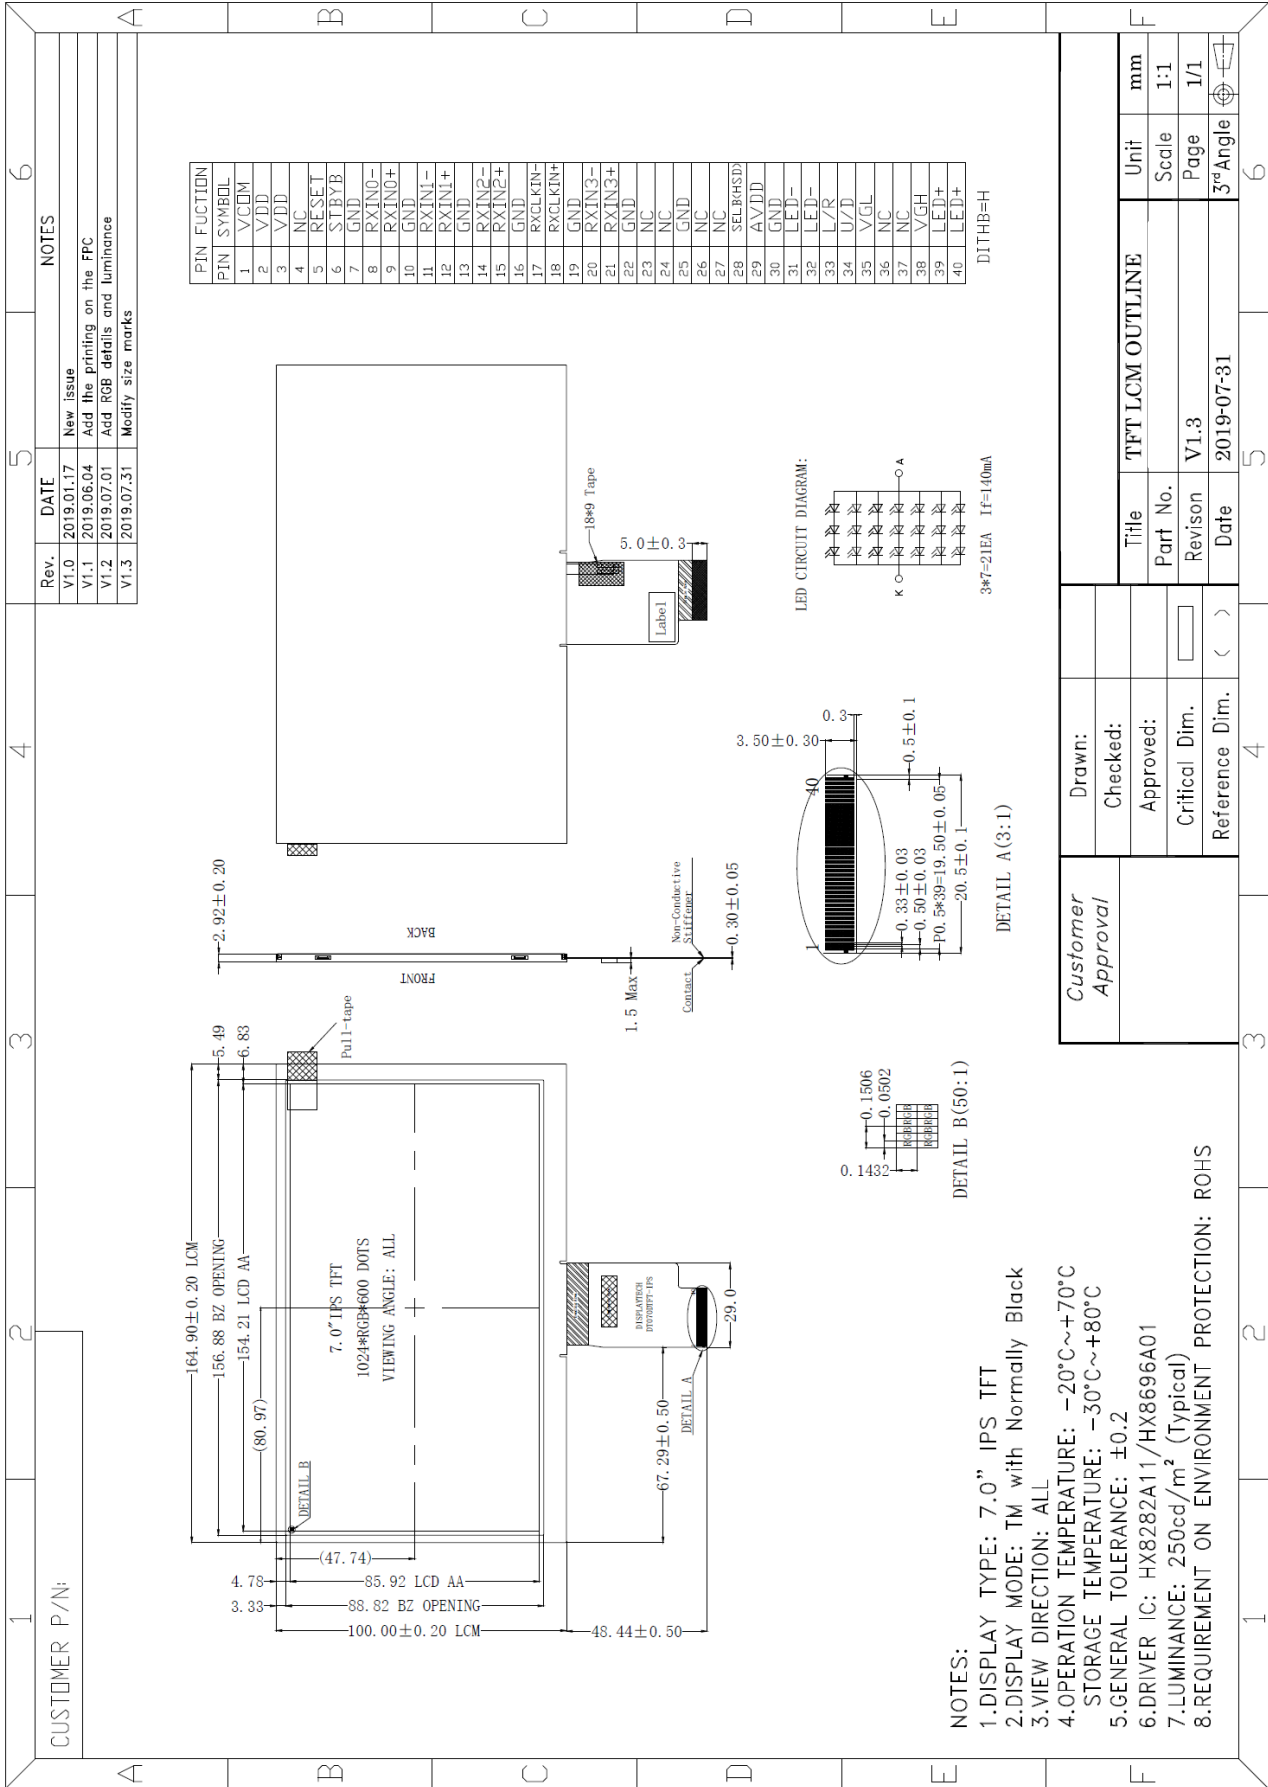 CUSTOMER P/N:
1 2 3 4 5 6
A B C D E F
Rev. DATE NOTES
V1.0 2019.01.17 New issue
V1.1 2019.06.04 Add the printing on the FPC
V1.2 2019.07.01 Add RGB details and luminance
V1.3 2019.07.31 Modify size marks
164.90±0.20 LCM
156.88 BZ OPENING
5.49
154.21 LCD AA
6.83
(80.97)
Pull-tape
DETAIL B
7.0"IPS TFT
1024*RGB*600 DOTS
VIEWING ANGLE: ALL
(47.74)
4.78
85.92 LCD AA
3.33
88.82 BZ OPENING
100.00±0.20 LCM
48.44±0.50
67.29±0.50
DETAIL A
29.0
DISPLAYTECH
DT070BTFT-IPS
2.92±0.20
FRONT
BACK
1.5 Max
Contact
Non-Conductive
Stiffener
0.30±0.05
18*9 Tape
5.0±0.3
Label
PIN FUCTION
PIN SYMBOL
1 VCOM
2 VDD
3 VDD
4 NC
5 RESET
6 STBYB
7 GND
8 RXIN0-
9 RXIN0+
10 GND
11 RXIN1-
12 RXIN1+
13 GND
14 RXIN2-
15 RXIN2+
16 GND
17 RXCLKIN-
18 RXCLKIN+
19 GND
20 RXIN3-
21 RXIN3+
22 GND
23 NC
24 NC
25 GND
26 NC
27 NC
28 SELB(HSD)
29 AVDD
30 GND
31 LED-
32 LED-
33 L/R
34 U/D
35 VGL
36 NC
37 NC
38 VGH
39 LED+
40 LED+
DITHB=H
LED CIRCUIT DIAGRAM:
K A
3*7=21EA If=140mA
0.1506
0.0502
0.1432
RGBRGB
RGBRGB
DETAIL B(50:1)
3.50±0.30
0.3
1 40
0.5±0.1
0.33±0.03
0.50±0.03
P0.5*39=19.50±0.05
20.5±0.1
DETAIL A(3:1)
NOTES:
1.DISPLAY TYPE: 7.0" IPS TFT
2.DISPLAY MODE: TM with Normally Black
3.VIEW DIRECTION: ALL
4.OPERATION TEMPERATURE: -20°C~+70°C
STORAGE TEMPERATURE: -30°C~+80°C
5.GENERAL TOLERANCE: ±0.2
6.DRIVER IC: HX8282A11/HX8696A01
7.LUMINANCE: 250cd/m² (Typical)
8.REQUIREMENT ON ENVIRONMENT PROTECTION: ROHS
Customer
Approval
Drawn:
Checked:
Approved:
Critical Dim.
Reference Dim. ( )
Title TFT LCM OUTLINE
Part No.
Revison V1.3
Date 2019-07-31
Unit mm
Scale 1:1
Page 1/1
3rd Angle
A B C D E F
1 2 3 4 5 6